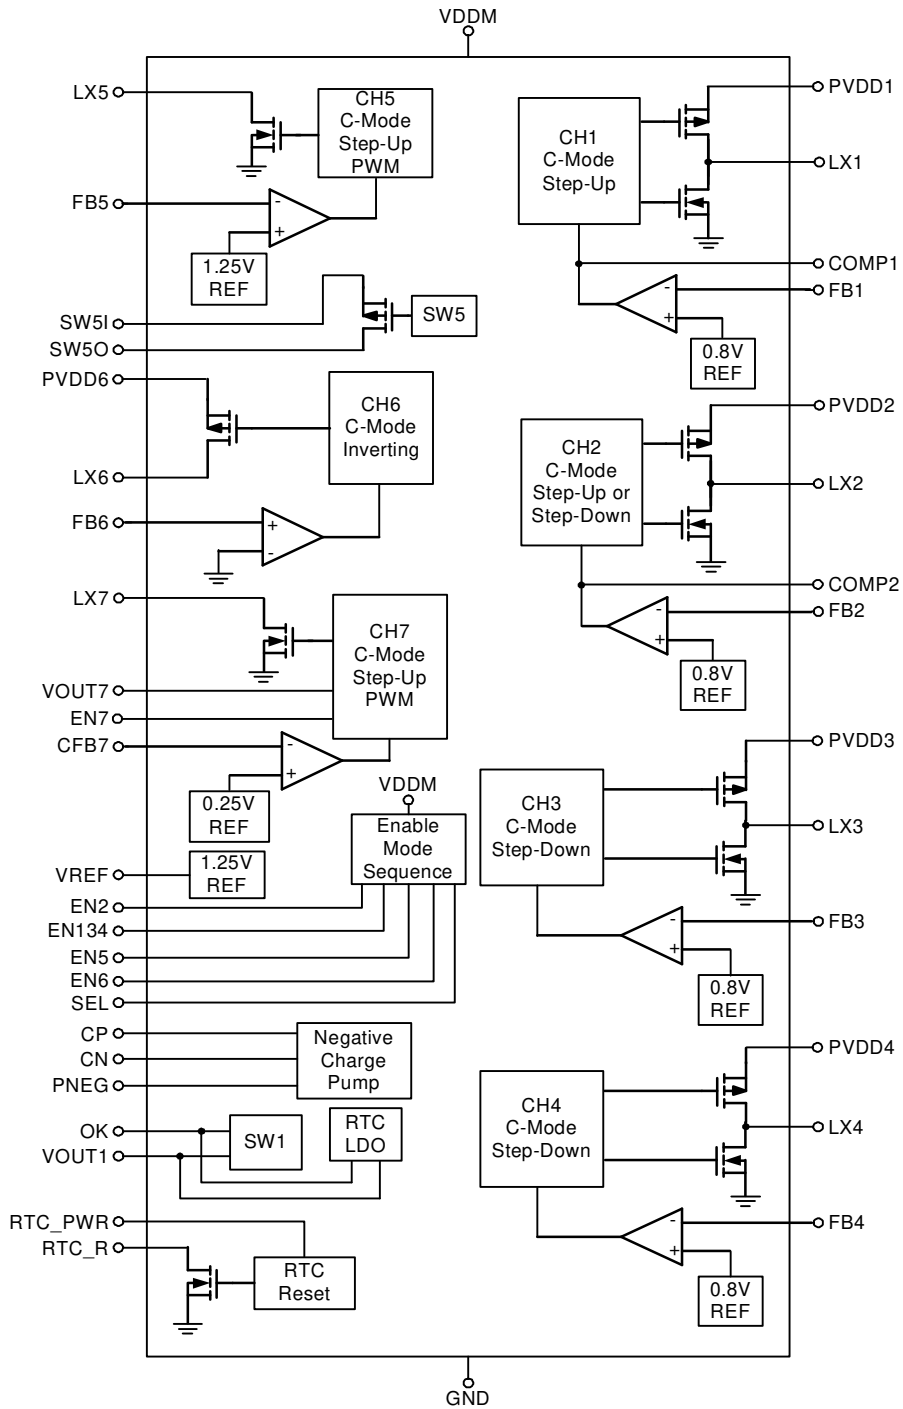 VDDM
LX5
CH5
C-Mode
Step-Up
PWM
FB5
-
+
1.25V
REF
SW5I
SW5O
SW5
PVDD6
CH6
C-Mode
Inverting
LX6
FB6
+
-
LX7
CH7
C-Mode
Step-Up
PWM
VOUT7
EN7
CFB7
-
+
0.25V
REF
VDDM
Enable
Mode
Sequence
VREF
1.25V
REF
EN2
EN134
EN5
EN6
SEL
CP
CN
PNEG
Negative
Charge
Pump
OK
VOUT1
SW1
RTC
LDO
RTC_PWR
RTC_R
RTC
Reset
PVDD1
CH1
C-Mode
Step-Up
LX1
COMP1
FB1
-
+
0.8V
REF
PVDD2
CH2
C-Mode
Step-Up or
Step-Down
LX2
COMP2
FB2
-
+
0.8V
REF
PVDD3
CH3
C-Mode
Step-Down
LX3
FB3
-
+
0.8V
REF
PVDD4
CH4
C-Mode
Step-Down
LX4
FB4
-
+
0.8V
REF
GND